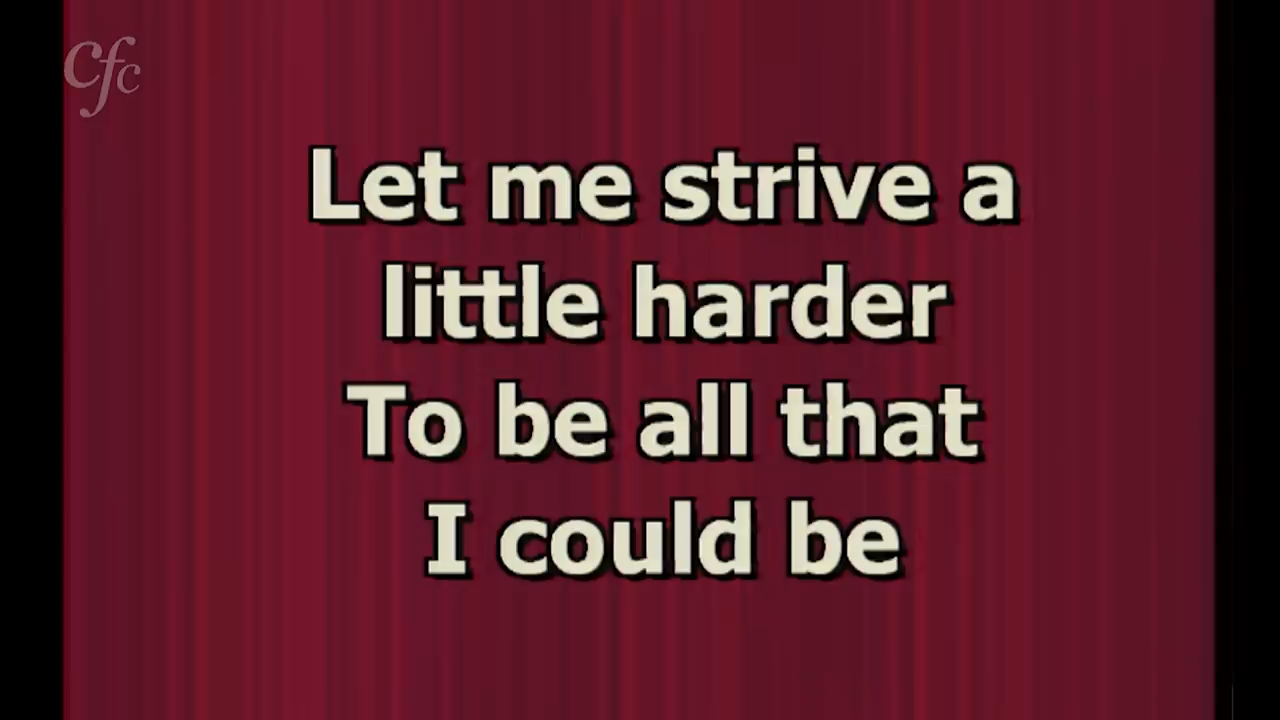 cfc
Let me strive a
little harder
To be all that
I could be